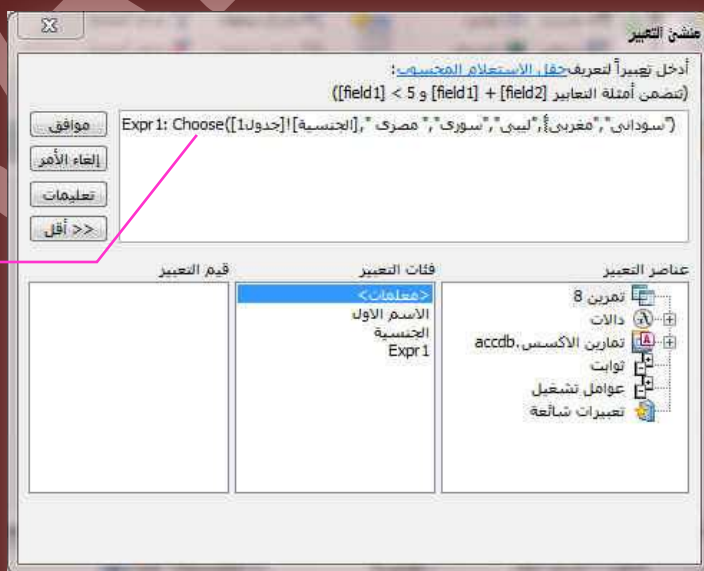 منشئ التعبير
أدخل تعبيراً لتعريف حقل الاستعلام المحسوب:
(تتضمن أمثلة التعابير [field1] + [field2] و [field1] < 5)
Expr1: Choose([جدول1]![الجنسية]," مصرى ","سورى","ليبى","مغربى","سودانى")
موافق
إلغاء الأمر
تعليمات
<< أقل
عناصر التعبير
تمرين 8
دالات
تمارين الاكسس.accdb
ثوابت
عوامل تشغيل
تعبيرات شائعة
فئات التعبير
<معلمات>
الاسم الاول
الجنسية
Expr1
قيم التعبير